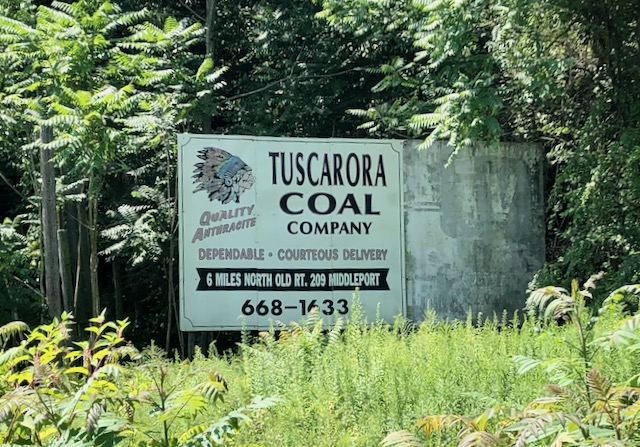 TUSCARORA
COAL
COMPANY
QUALITY
ANTHRACITE
DEPENDABLE • COURTEOUS DELIVERY
6 MILES NORTH OLD RT. 209 MIDDLEPORT
668-1633